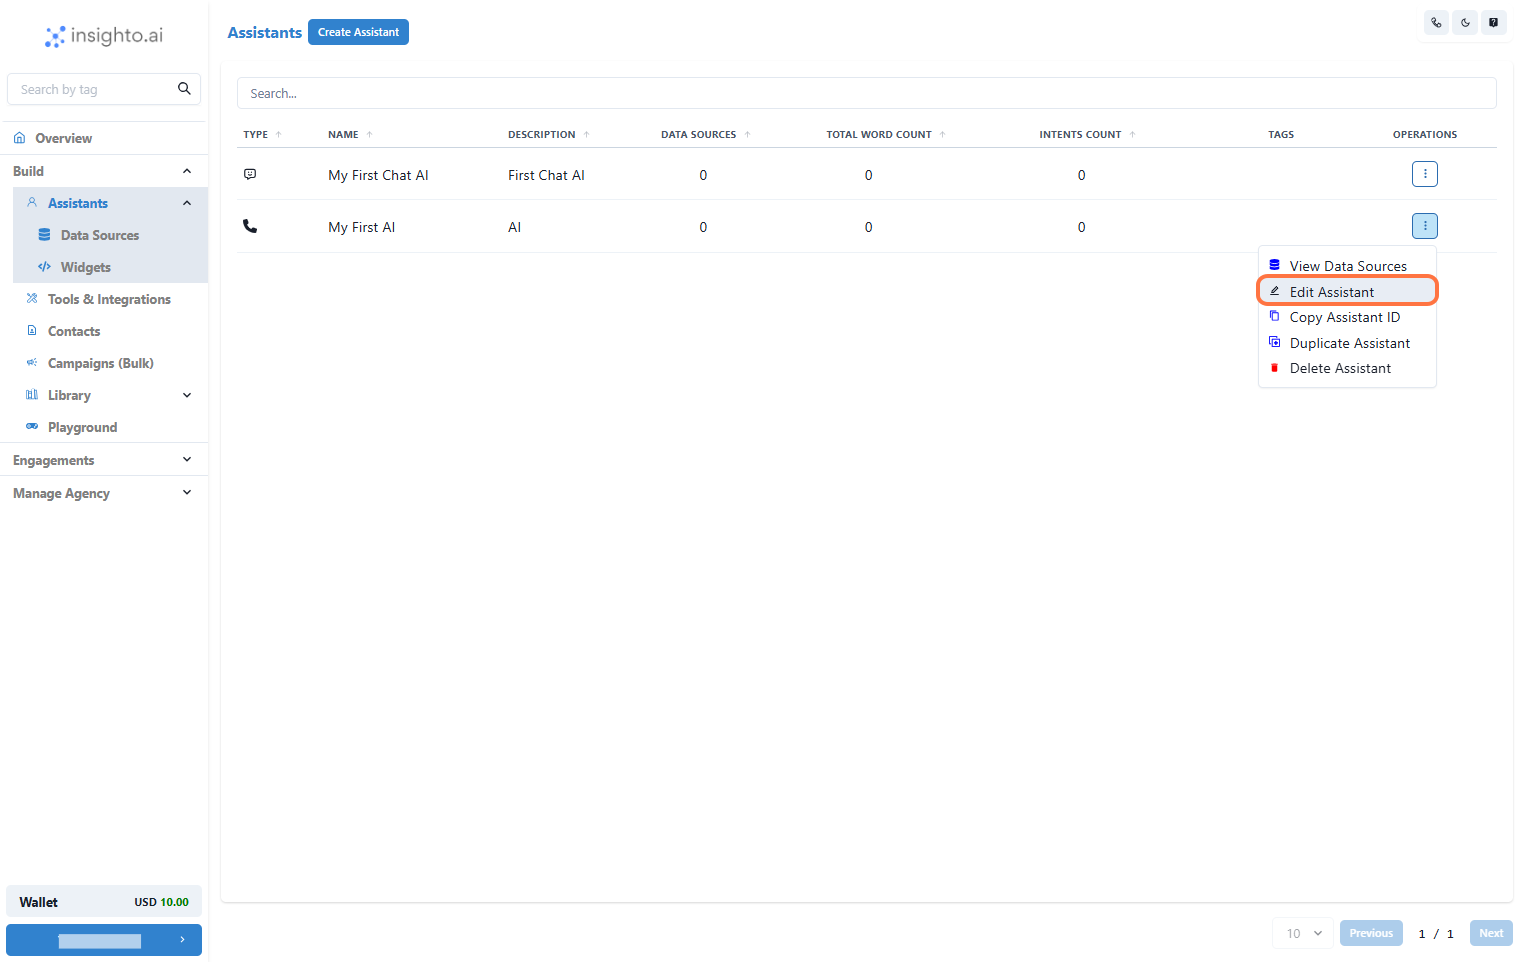 insighto.ai
Search by tag
Overview
Build
Assistants
Data Sources
Widgets
Tools & Integrations
Contacts
Campaigns (Bulk)
Library
Playground
Engagements
Manage Agency
Wallet USD 10.00
Assistants Create Assistant
Search...
TYPE NAME DESCRIPTION DATA SOURCES TOTAL WORD COUNT INTENTS COUNT TAGS OPERATIONS
My First Chat AI First Chat AI 0 0 0
My First AI AI 0 0 0
View Data Sources
Edit Assistant
Copy Assistant ID
Duplicate Assistant
Delete Assistant
10 Previous 1 / 1 Next